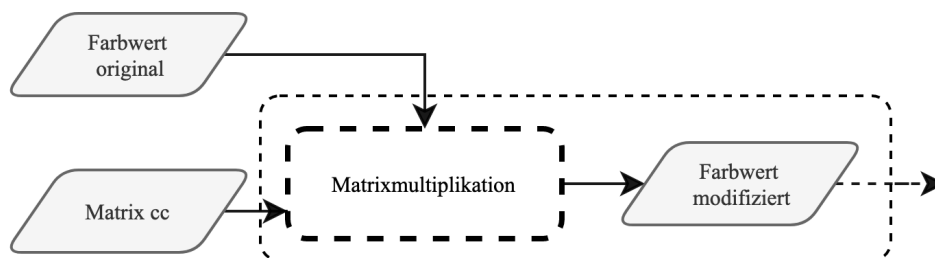 Farbwert
original
Matrixmultiplikation
Farbwert
modifiziert
Matrix cc